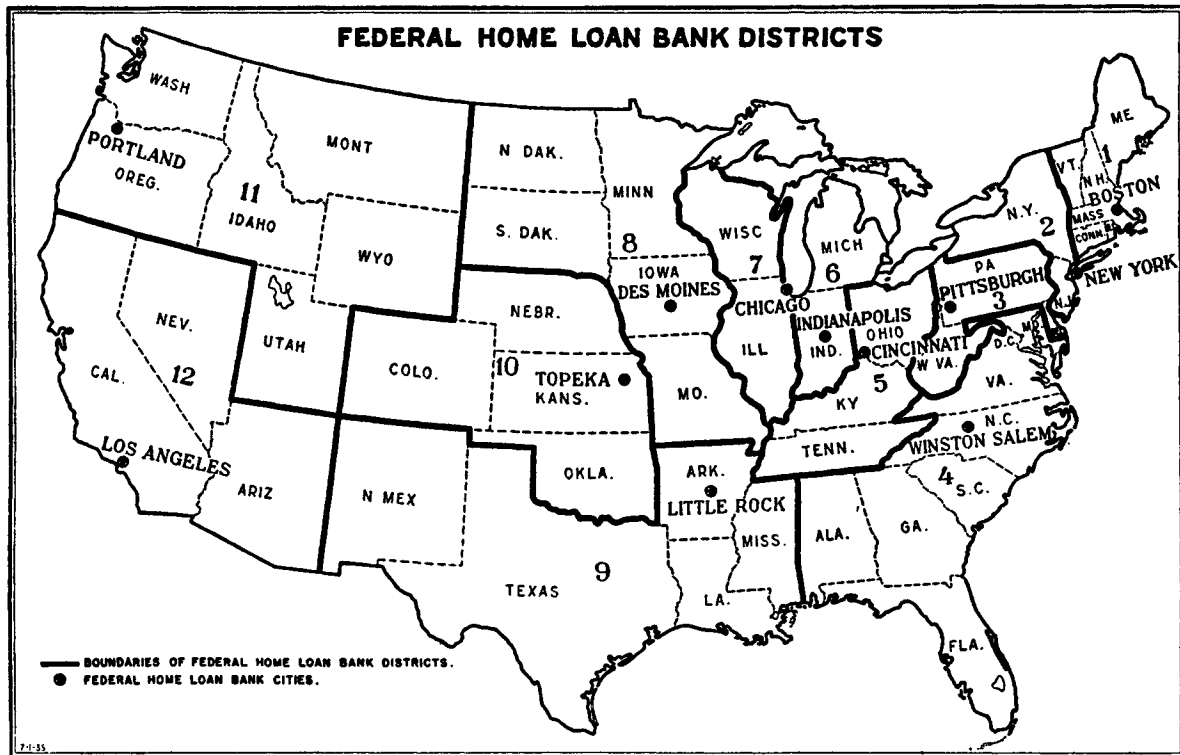 FEDERAL HOME LOAN BANK DISTRICTS
WASH
PORTLAND
OREG.
MONT
11
IDAHO
WYO
N DAK.
S. DAK.
MINN
8
WISC
7
MICH
6
IOWA
DES MOINES
CHICAGO
NEBR.
NEV.
UTAH
CAL.
12
COLO.
10
TOPEKA
KANS.
MO.
ILL
INDIANAPOLIS
IND.
OHIO
CINCINNATI
5
KY
W VA.
PA
PITTSBURGH
3
N.Y.
2
VT.
N H.
1
ME
BOSTON
MASS
CONN.
NEW YORK
N.J.
MD.
D.C.
VA.
N.C.
WINSTON SALEM
TENN.
4
S.C.
LOS ANGELES
ARIZ
N MEX
OKLA.
ARK.
LITTLE ROCK
MISS.
ALA.
GA.
TEXAS
9
LA.
FLA.
BOUNDARIES OF FEDERAL HOME LOAN BANK DISTRICTS.
FEDERAL HOME LOAN BANK CITIES.
7-1-35